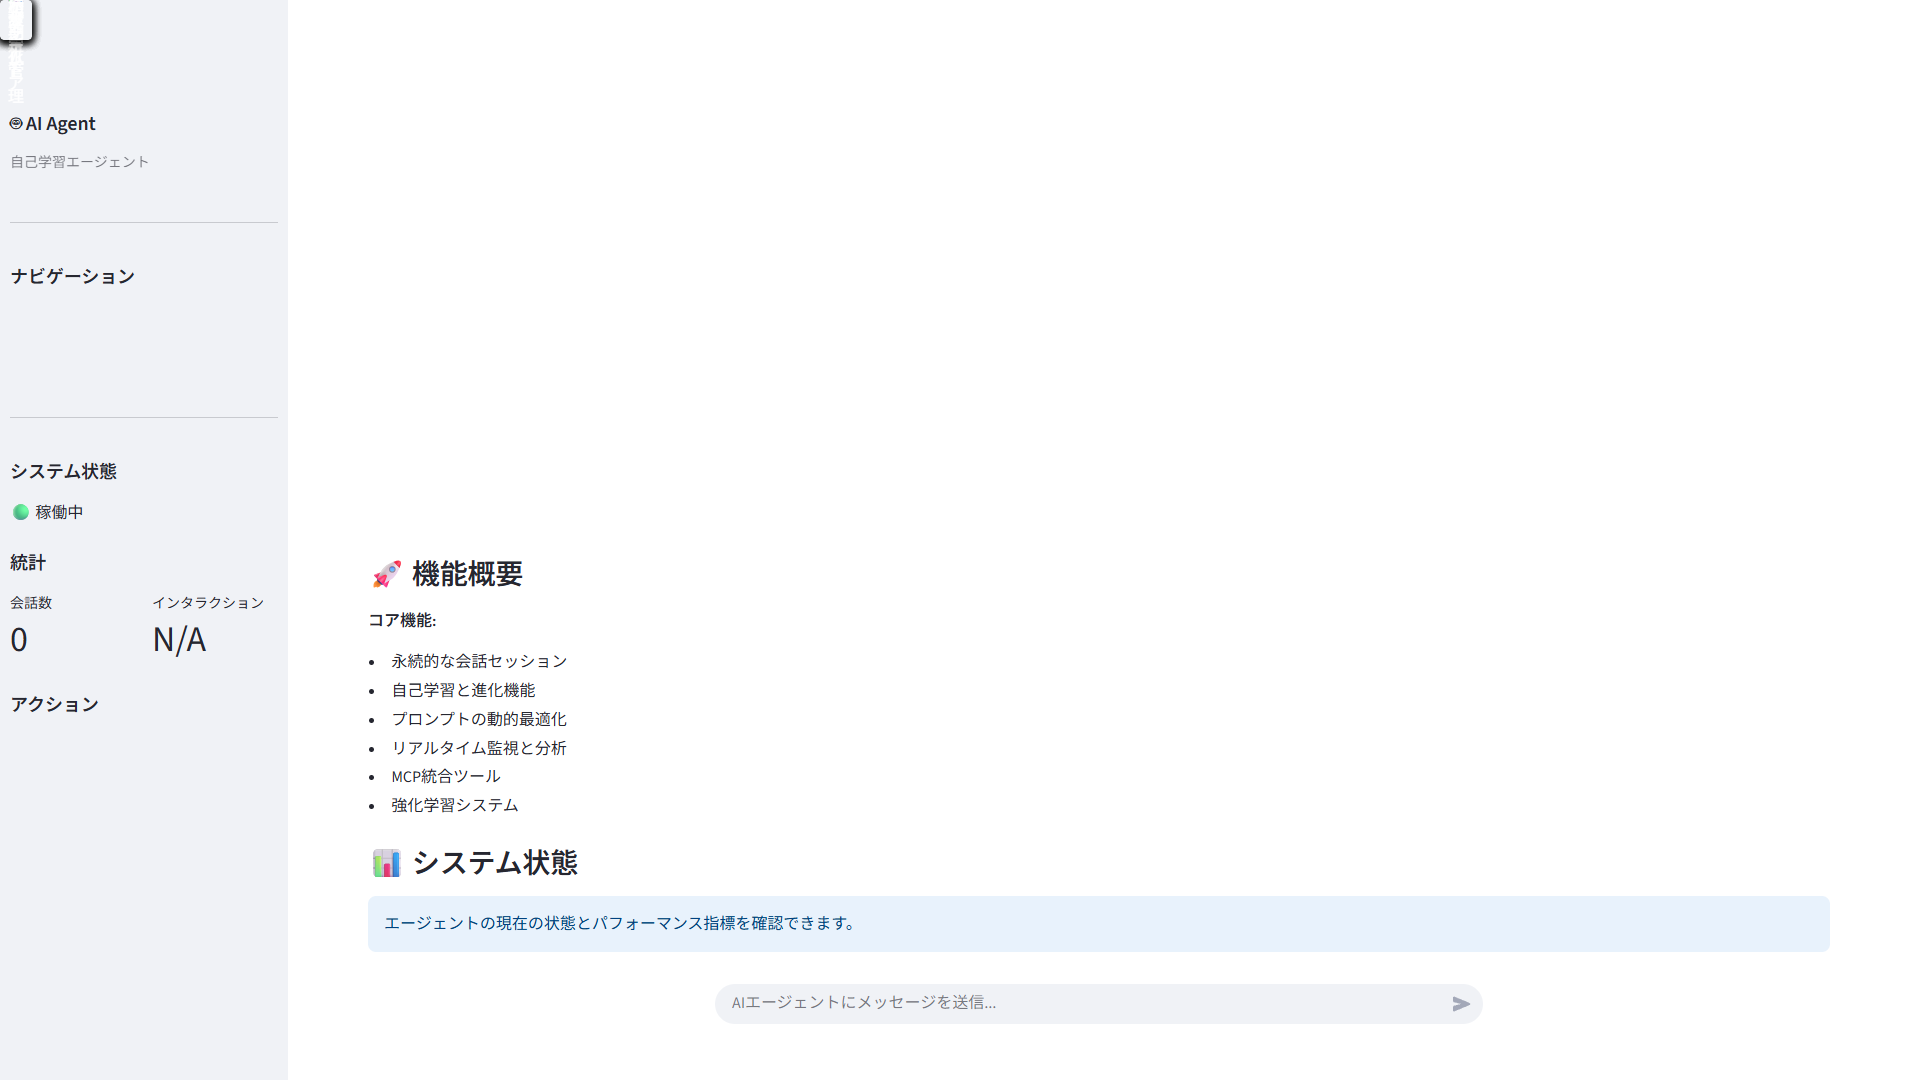 AI Agent
自己学習エージェント
ナビゲーション
システム状態
稼働中
統計
会話数
インタラクション
0
N/A
アクション
機能概要
コア機能:
永続的な会話セッション
自己学習と進化機能
プロンプトの動的最適化
リアルタイム監視と分析
MCP統合ツール
強化学習システム
システム状態
エージェントの現在の状態とパフォーマンス指標を確認できます。
AIエージェントにメッセージを送信...